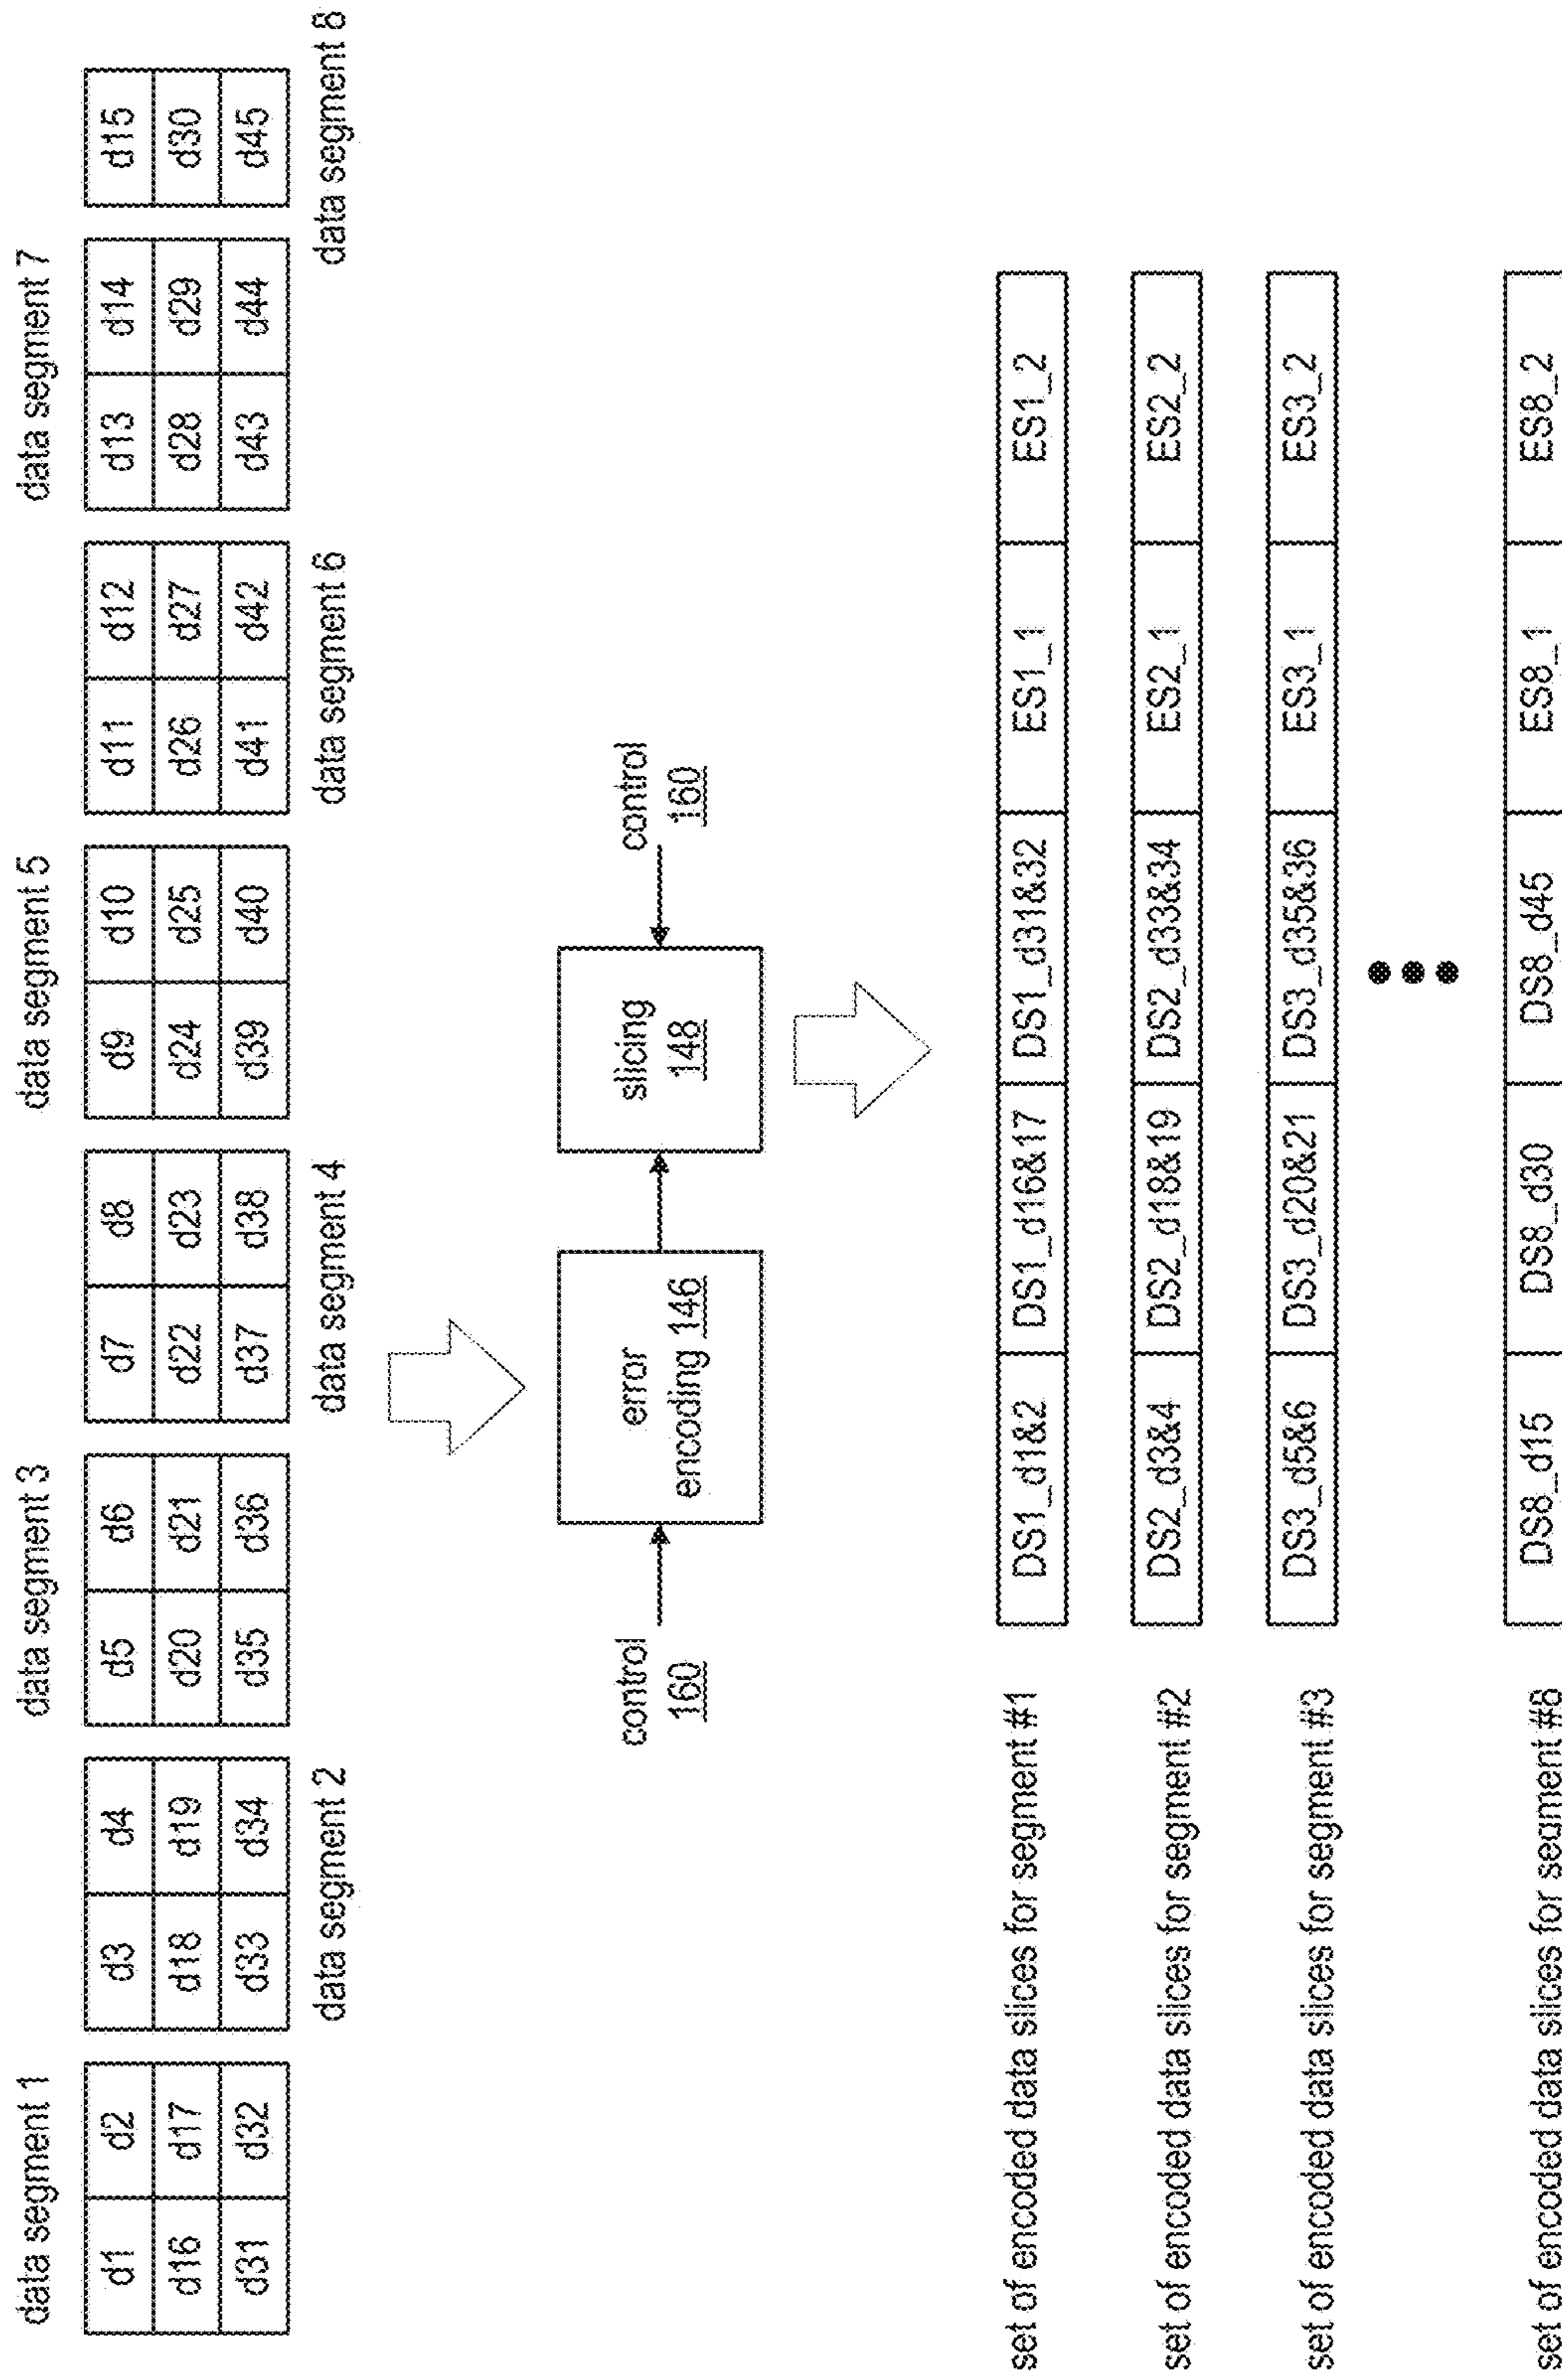 data segment 1
data segment 3
data segment 5
data segment 7
d1 d2 d3 d4 d5 d6 d7 d8 d9 d10 d11 d12 d13 d14 d15
d16 d17 d18 d19 d20 d21 d22 d23 d24 d25 d26 d27 d28 d29 d30
d31 d32 d33 d34 d35 d36 d37 d38 d39 d40 d41 d42 d43 d44 d45
data segment 2
data segment 4
data segment 6
data segment 8
control
160
error
encoding 146
slicing
148
control
160
set of encoded data slices for segment #1 DS1_d1&2 DS1_d16&17 DS1_d31&32 ES1_1 ES1_2
set of encoded data slices for segment #2 DS2_d3&4 DS2_d18&19 DS2_d33&34 ES2_1 ES2_2
set of encoded data slices for segment #3 DS3_d5&6 DS3_d20&21 DS3_d35&36 ES3_1 ES3_2
set of encoded data slices for segment #8 DS8_d15 DS8_d30 DS8_d45 ES8_1 ES8_2